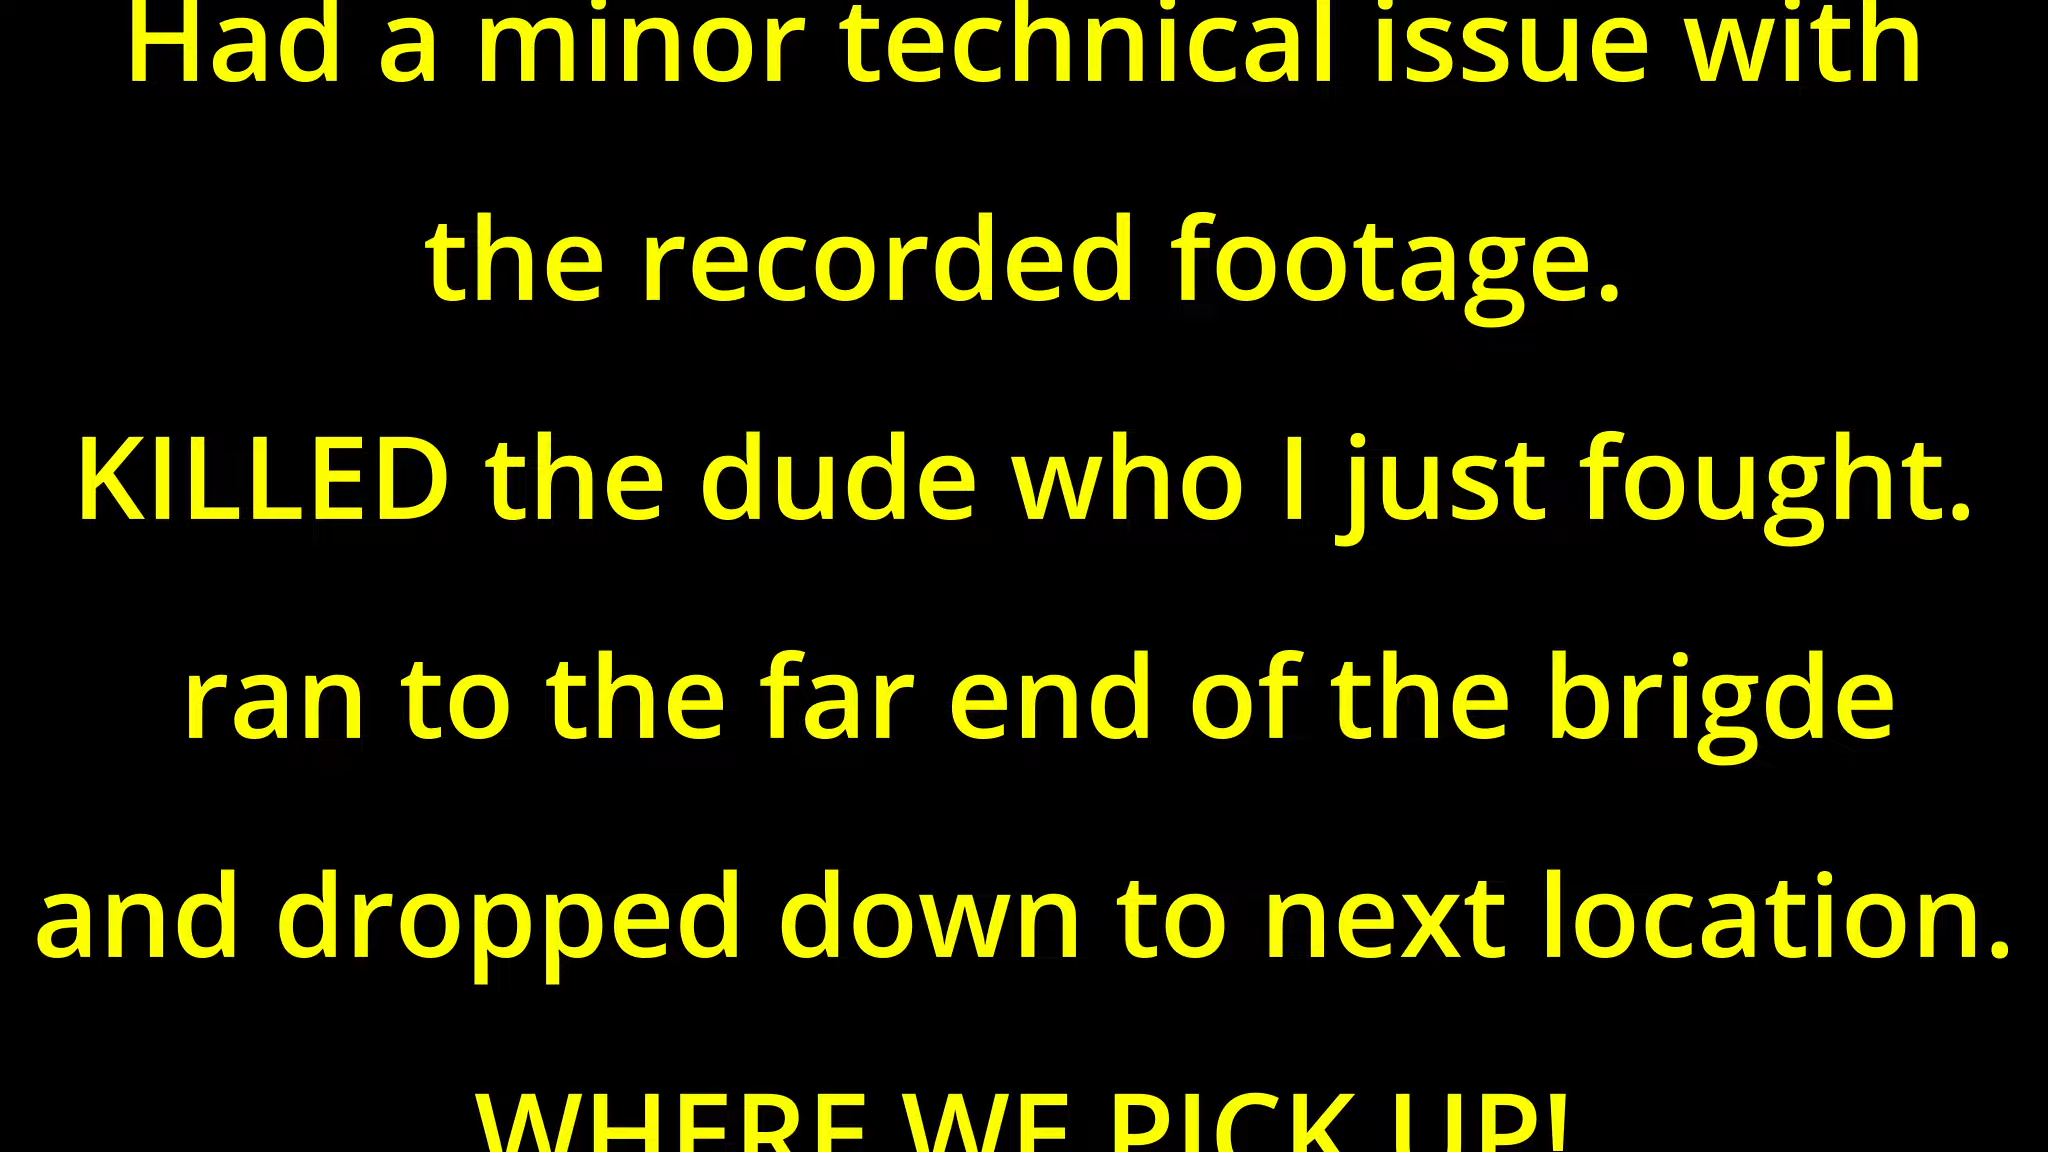 Had a minor technical issue with
the recorded footage.
KILLED the dude who I just fought.
ran to the far end of the brigde
and dropped down to next location.
WHERE WE PICK UP!